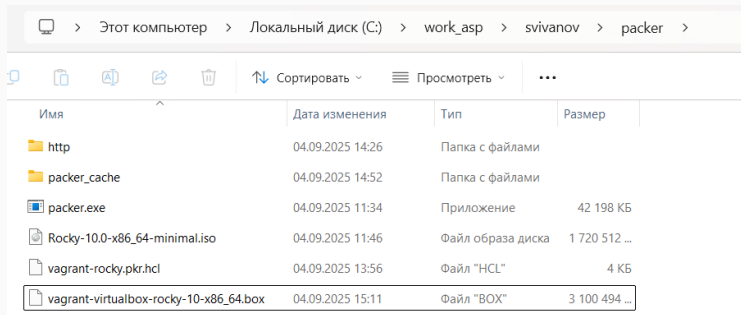 Этот компьютер > Локальный диск (C:) > work_asp > svivanov > packer >
Сортировать Просмотреть ...
Имя Дата изменения Тип Размер
http 04.09.2025 14:26 Папка с файлами
packer_cache 04.09.2025 14:52 Папка с файлами
packer.exe 04.09.2025 11:34 Приложение 42 198 КБ
Rocky-10.0-x86_64-minimal.iso 04.09.2025 11:46 Файл образа диска 1 720 512 ...
vagrant-rocky.pkr.hcl 04.09.2025 13:56 Файл "HCL" 4 КБ
vagrant-virtualbox-rocky-10-x86_64.box 04.09.2025 15:11 Файл "BOX" 3 100 494 ...